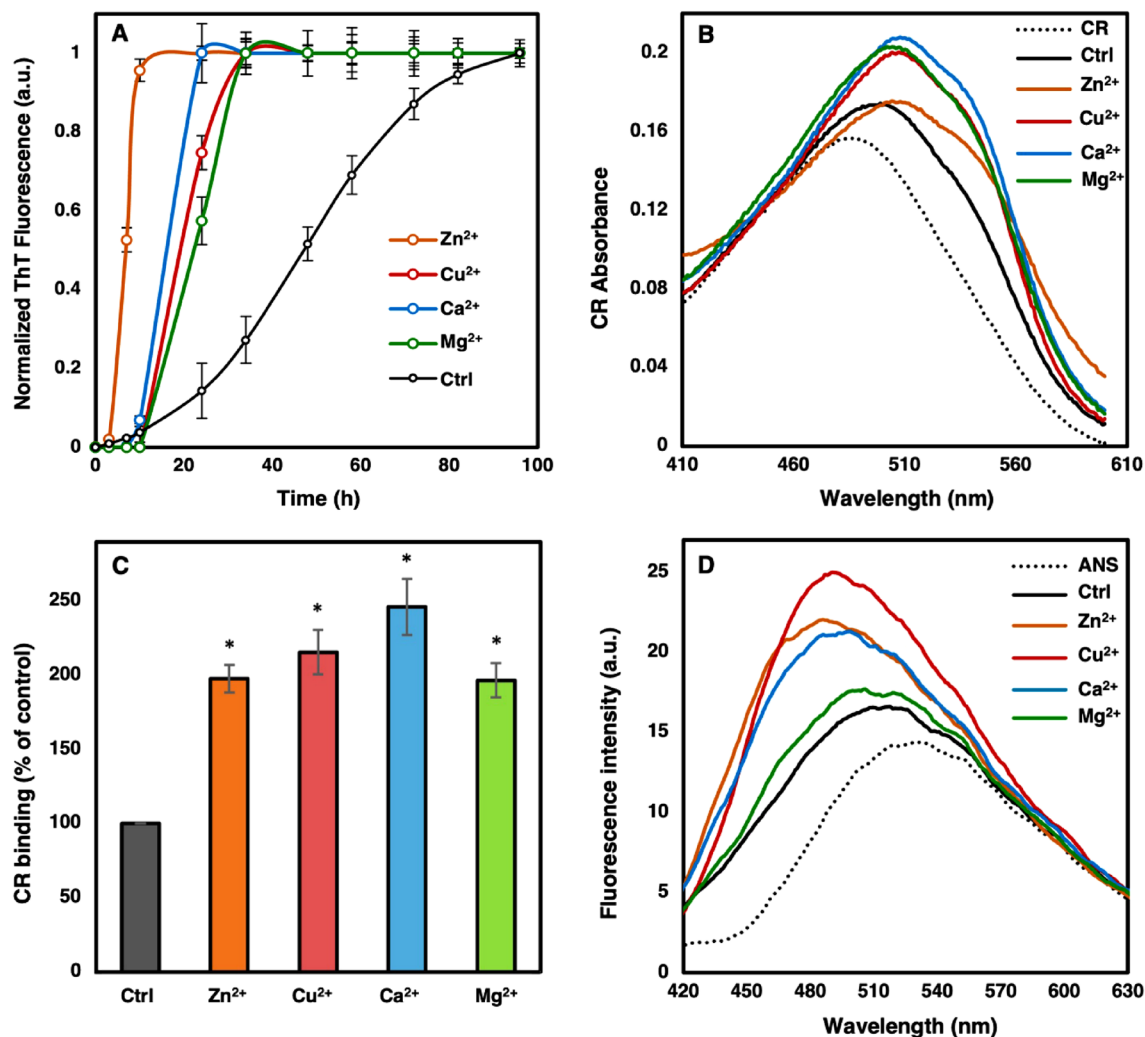 A
Normalized ThT Fluorescence (a.u.)
1
0.8
0.6
0.4
0.2
0
0 20 40 60 80 100
Time (h)
Zn²⁺
Cu²⁺
Ca²⁺
Mg²⁺
Ctrl
B
CR Absorbance
0.2
0.16
0.12
0.08
0.04
0
410 460 510 560 610
Wavelength (nm)
CR
Ctrl
Zn²⁺
Cu²⁺
Ca²⁺
Mg²⁺
C
CR binding (% of control)
250
200
150
100
50
0
* * * *
Ctrl Zn²⁺ Cu²⁺ Ca²⁺ Mg²⁺
D
Fluorescence intensity (a.u.)
25
20
15
10
5
0
420 450 480 510 540 570 600 630
Wavelength (nm)
ANS
Ctrl
Zn²⁺
Cu²⁺
Ca²⁺
Mg²⁺